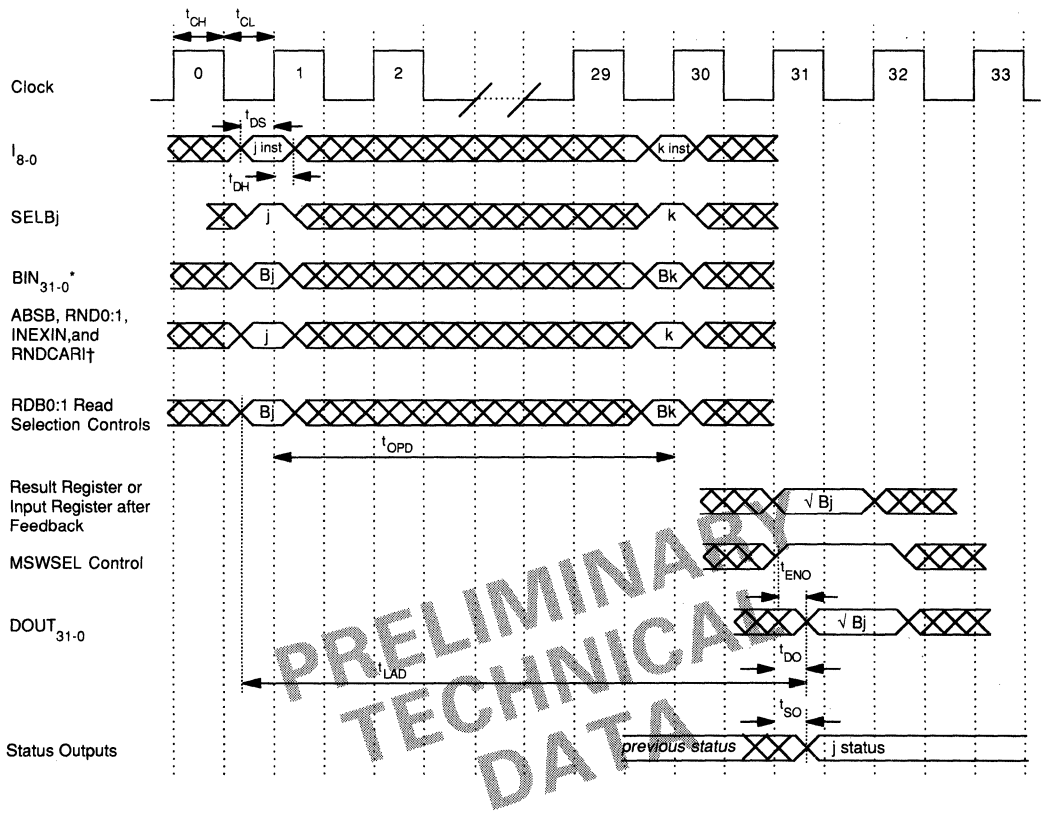 tCH tCL
Clock 0 1 2 29 30 31 32 33
tDS
I8-0 j inst k inst
tDH
SELBj j k
BIN31-0* Bj Bk
ABSB, RND0:1,
INEXIN,and
RNDCARI† j k
RDB0:1 Read
Selection Controls Bj Bk
tOPD
Result Register or
Input Register after
Feedback √ Bj
MSWSEL Control
tENO
DOUT31-0 √ Bj
tDO
tLAD
tSO
Status Outputs previous status j status
PRELIMINARY
TECHNICAL
DATA